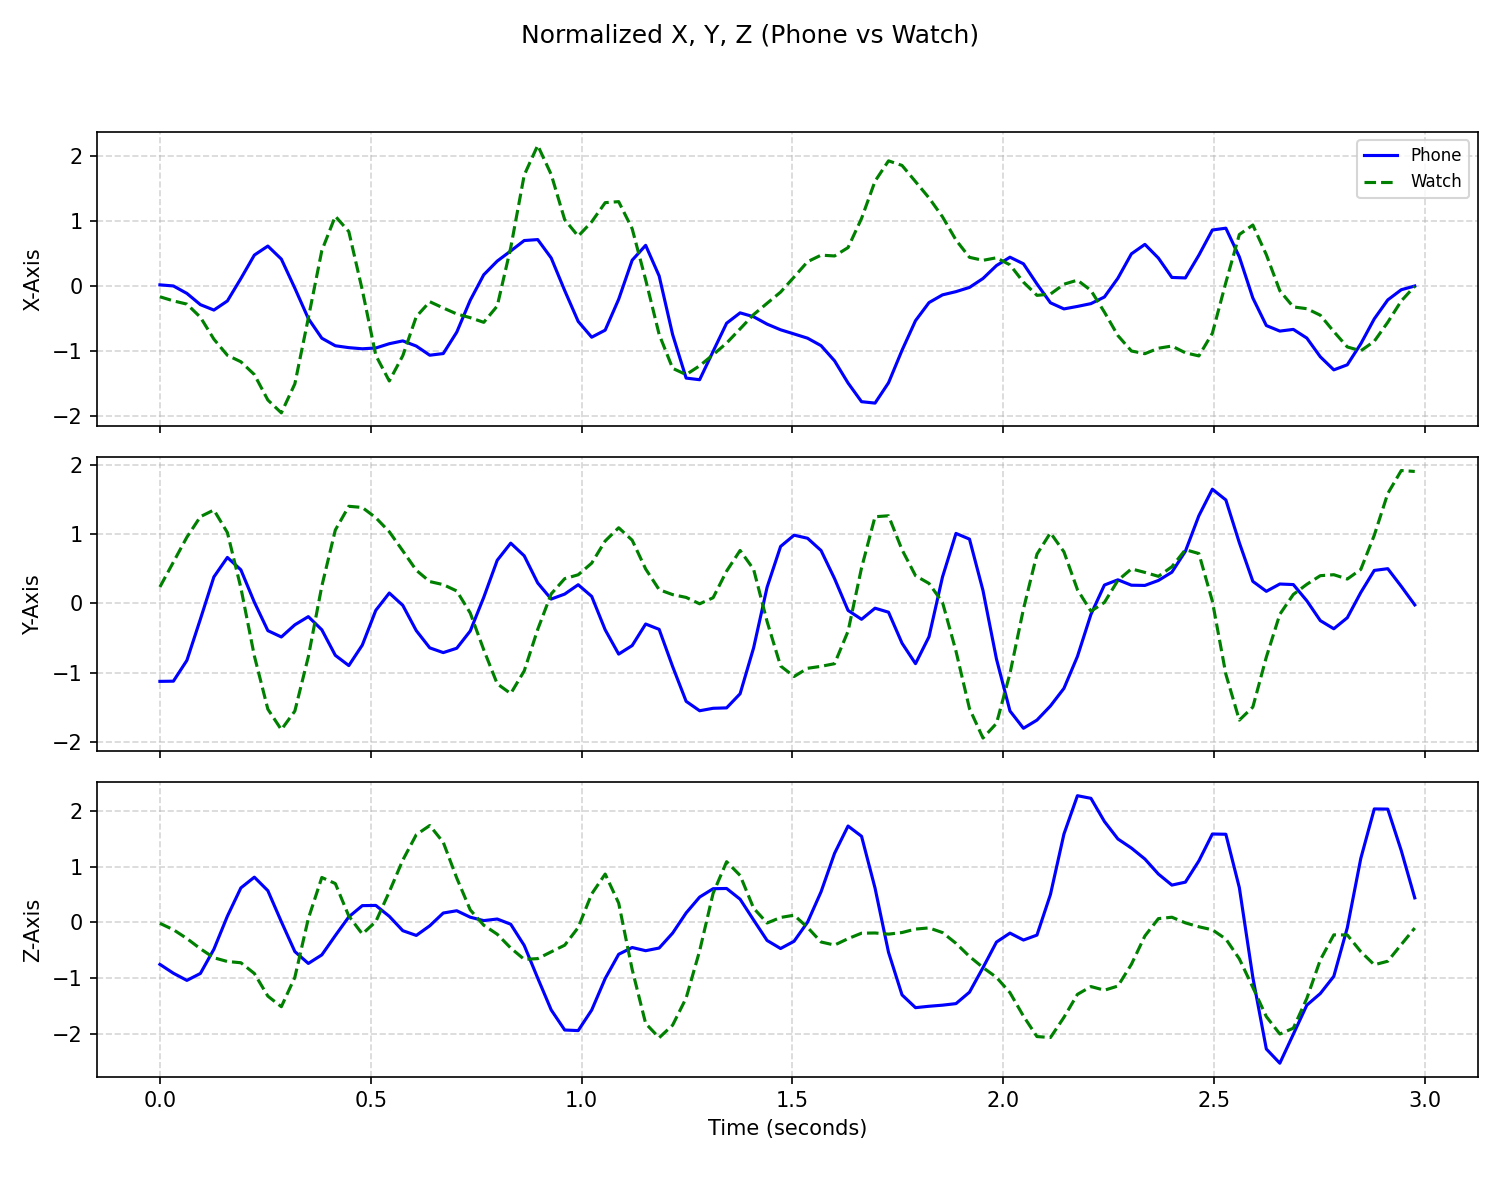 Normalized X, Y, Z (Phone vs Watch)
X-Axis
2
1
0
−1
−2
Phone
Watch
Y-Axis
2
1
0
−1
−2
Z-Axis
2
1
0
−1
−2
0.0 0.5 1.0 1.5 2.0 2.5 3.0
Time (seconds)